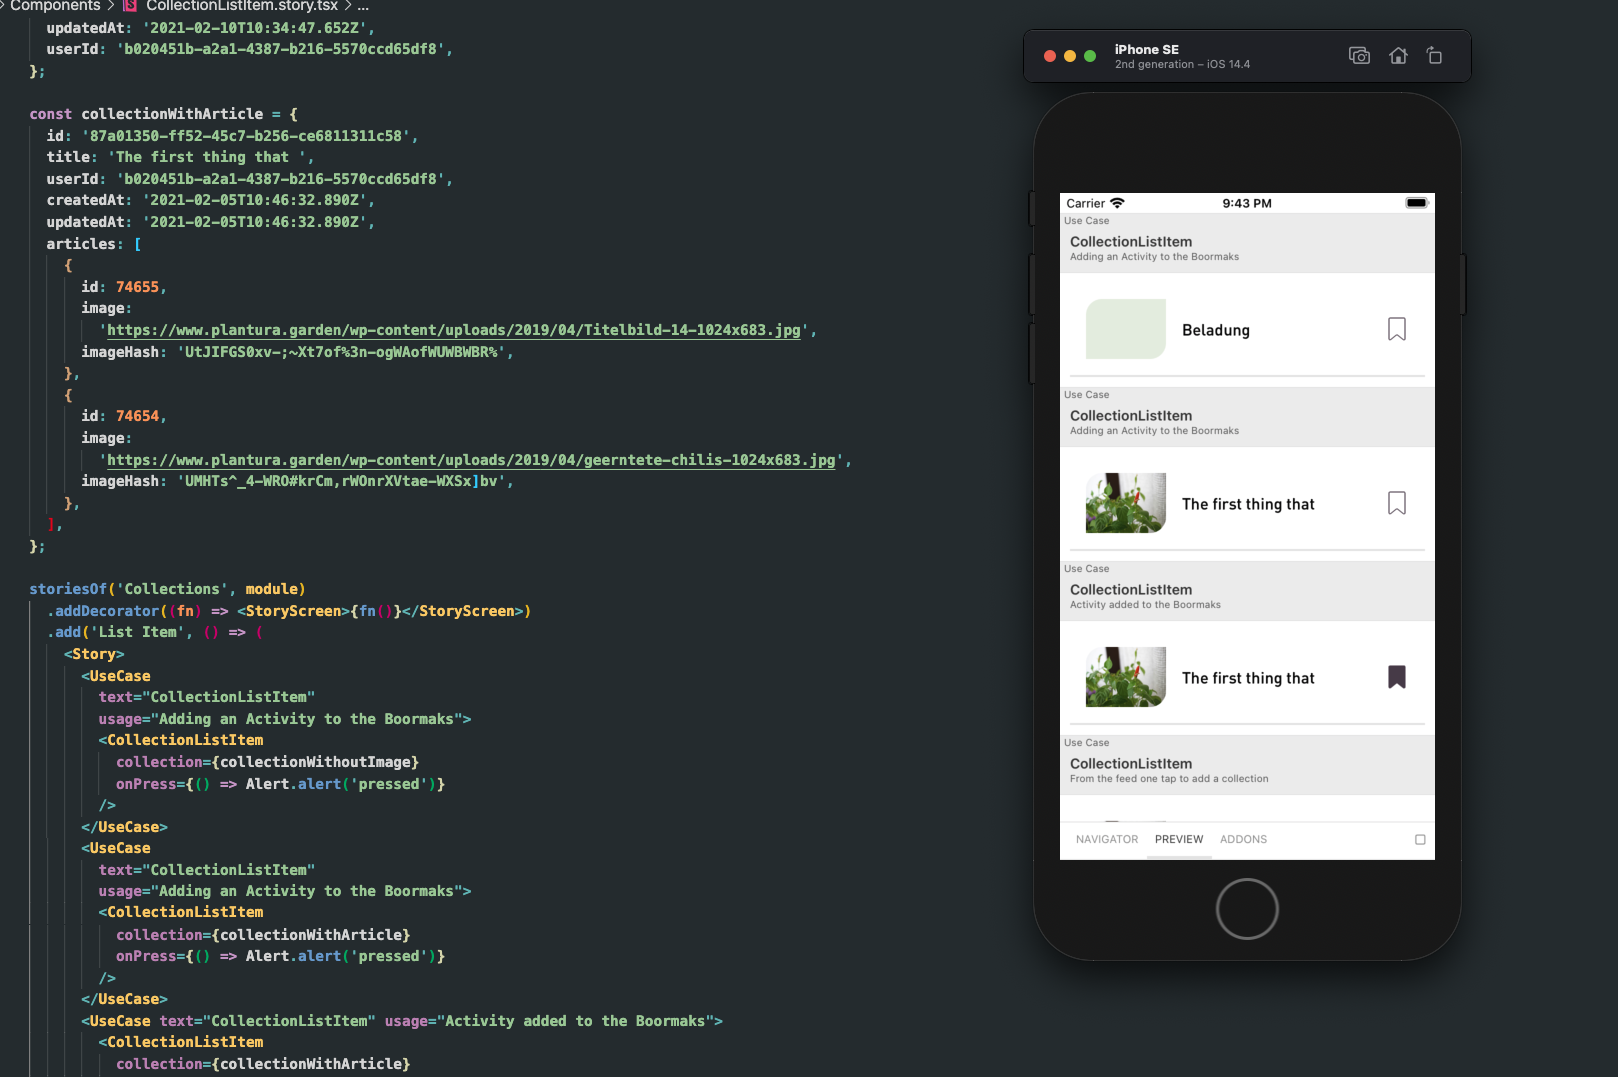 Components > CollectionListItem.story.tsx > ...
updatedAt: '2021-02-10T10:34:47.652Z',
userId: 'b020451b-a2a1-4387-b216-5570ccd65df8',
};
const collectionWithArticle = {
id: '87a01350-ff52-45c7-b256-ce6811311c58',
title: 'The first thing that ',
userId: 'b020451b-a2a1-4387-b216-5570ccd65df8',
createdAt: '2021-02-05T10:46:32.890Z',
updatedAt: '2021-02-05T10:46:32.890Z',
articles: [
{
id: 74655,
image:
'https://www.plantura.garden/wp-content/uploads/2019/04/Titelbild-14-1024x683.jpg',
imageHash: 'UtJIFGS0xv-;~Xt7of%3n-ogWAofWUWBWBR%',
},
{
id: 74654,
image:
'https://www.plantura.garden/wp-content/uploads/2019/04/geerntete-chilis-1024x683.jpg',
imageHash: 'UMHTs^_4-WRO#krCm,rWOnrXVtae-WXSx]bv',
},
],
};
storiesOf('Collections', module)
.addDecorator((fn) => <StoryScreen>{fn()}</StoryScreen>)
.add('List Item', () => (
<Story>
<UseCase
text="CollectionListItem"
usage="Adding an Activity to the Boormaks">
<CollectionListItem
collection={collectionWithoutImage}
onPress={() => Alert.alert('pressed')}
/>
</UseCase>
<UseCase
text="CollectionListItem"
usage="Adding an Activity to the Boormaks">
<CollectionListItem
collection={collectionWithArticle}
onPress={() => Alert.alert('pressed')}
/>
</UseCase>
<UseCase text="CollectionListItem" usage="Activity added to the Boormaks">
<CollectionListItem
collection={collectionWithArticle}
iPhone SE
2nd generation – iOS 14.4
Carrier 9:43 PM
Use Case
CollectionListItem
Adding an Activity to the Boormaks
Beladung
Use Case
CollectionListItem
Adding an Activity to the Boormaks
The first thing that
Use Case
CollectionListItem
Activity added to the Boormaks
The first thing that
Use Case
CollectionListItem
From the feed one tap to add a collection
NAVIGATOR PREVIEW ADDONS